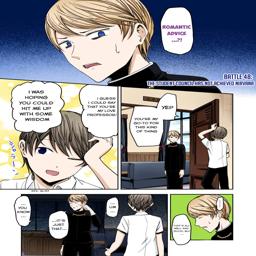 ROMANTIC
ADVICE
...??
BATTLE 48:
THE STUDENT COUNCIL HAS NOT ACHIEVED NIRVANA
I WAS
HOPING
YOU COULD
HIT ME UP
WITH SOME
WISDOM
I GUESS
I COULD SAY
THAT YOU'RE
MY LOVE
PROFESSOR
YEP
YOU'RE MY
GO-TO FOR
THIS KIND
OF THING
YOU
KNOW
...IT'S
JUST
THAT...
UM